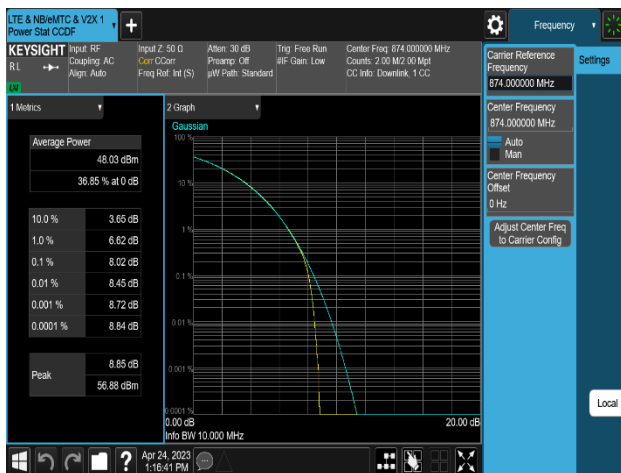 LTE & NB/eMTC & V2X 1
Power Stat CCDF
+
Frequency
KEYSIGHT
RL
Input: RF
Coupling: AC
Align: Auto
Input Z: 50 Ω
Corr CCorr
Freq Ref: Int (S)
Atten: 30 dB
Preamp: Off
µW Path: Standard
Trig: Free Run
#IF Gain: Low
Center Freq: 874.000000 MHz
Counts: 2.00 M/2.00 Mpt
CC Info: Downlink, 1 CC
1 Metrics
Average Power
48.03 dBm
36.85 % at 0 dB
10.0 % 3.65 dB
1.0 % 6.62 dB
0.1 % 8.02 dB
0.01 % 8.45 dB
0.001 % 8.72 dB
0.0001 % 8.84 dB
Peak
8.85 dB
56.88 dBm
2 Graph
Gaussian
100 %
10 %
1 %
0.1 %
0.01 %
0.001 %
0.0001 %
0.00 dB
20.00 dB
Info BW 10.000 MHz
Carrier Reference
Frequency
874.000000 MHz
Center Frequency
874.000000 MHz
Auto
Man
Center Frequency
Offset
0 Hz
Adjust Center Freq
to Carrier Config
Settings
Local
?
Apr 24, 2023
1:16:41 PM